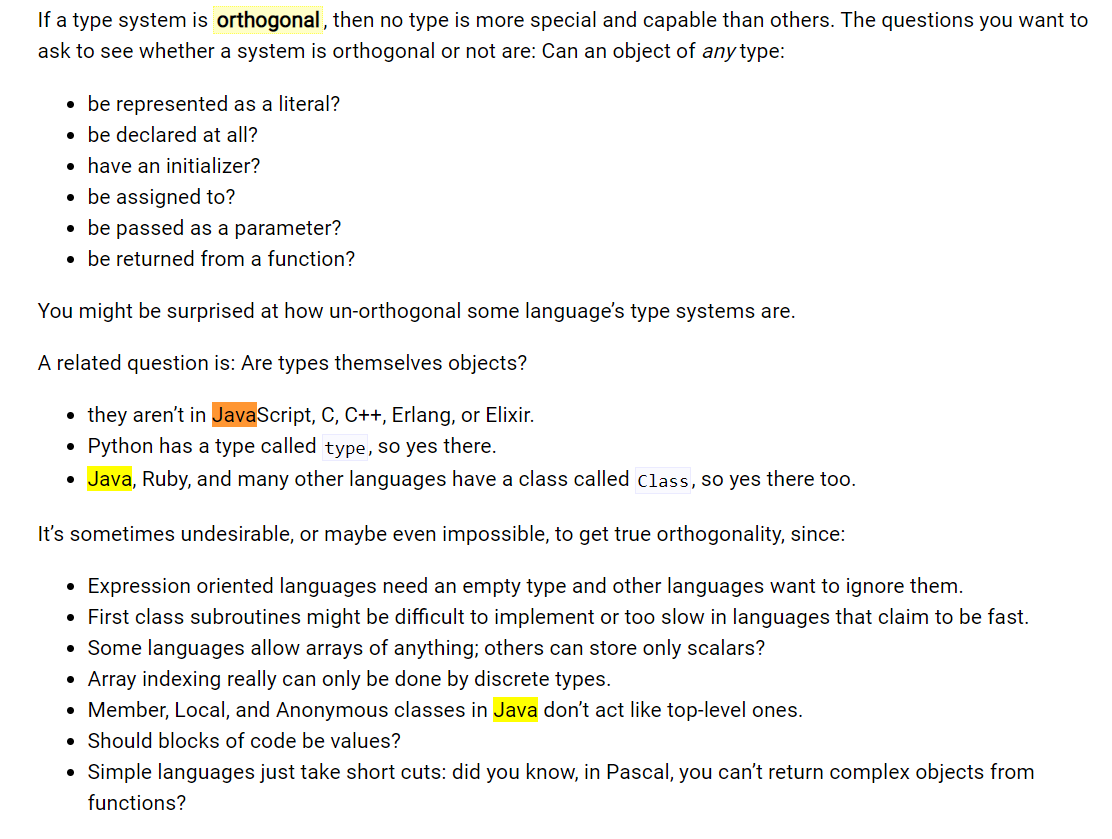 If a type system is orthogonal, then no type is more special and capable than others. The questions you want to
ask to see whether a system is orthogonal or not are: Can an object of any type:
• be represented as a literal?
• be declared at all?
• have an initializer?
• be assigned to?
• be passed as a parameter?
• be returned from a function?
You might be surprised at how un-orthogonal some language’s type systems are.
A related question is: Are types themselves objects?
• they aren’t in JavaScript, C, C++, Erlang, or Elixir.
• Python has a type called type, so yes there.
• Java, Ruby, and many other languages have a class called Class, so yes there too.
It’s sometimes undesirable, or maybe even impossible, to get true orthogonality, since:
• Expression oriented languages need an empty type and other languages want to ignore them.
• First class subroutines might be difficult to implement or too slow in languages that claim to be fast.
• Some languages allow arrays of anything; others can store only scalars?
• Array indexing really can only be done by discrete types.
• Member, Local, and Anonymous classes in Java don’t act like top-level ones.
• Should blocks of code be values?
• Simple languages just take short cuts: did you know, in Pascal, you can’t return complex objects from
functions?